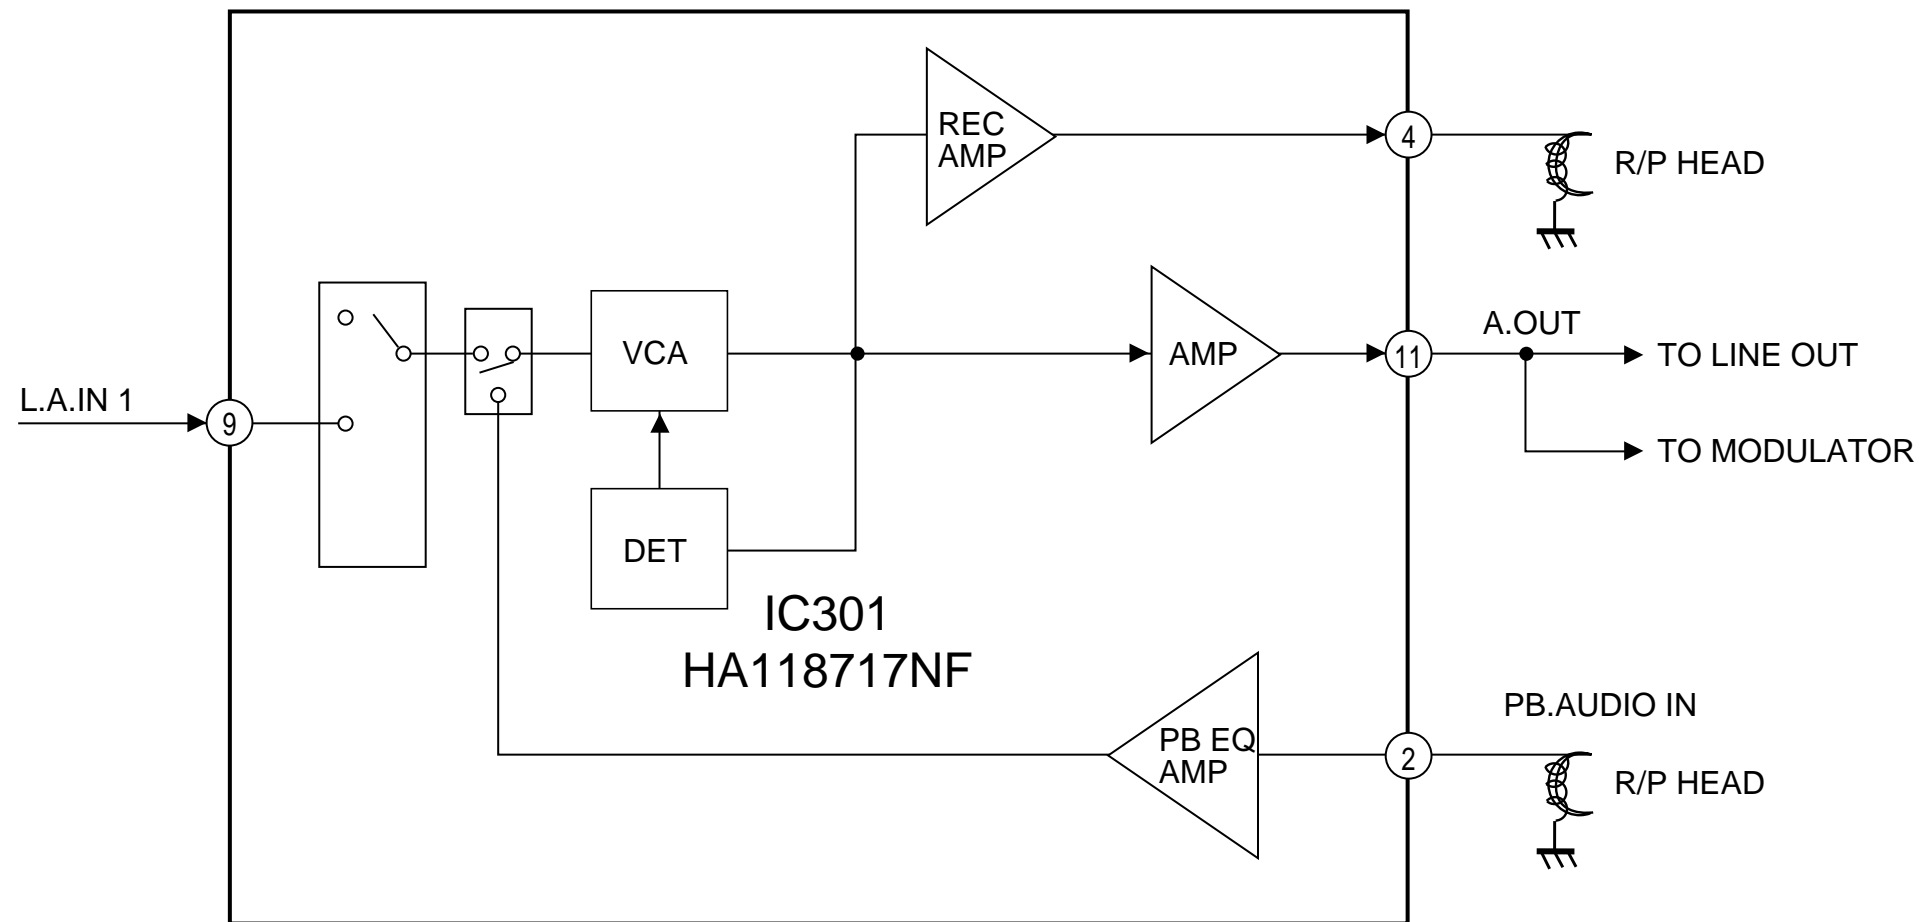 REC
AMP
4
R/P HEAD
A.OUT
VCA
AMP
11
TO LINE OUT
L.A.IN 1
9
TO MODULATOR
DET
IC301
HA118717NF
PB.AUDIO IN
PB EQ
AMP
2
R/P HEAD